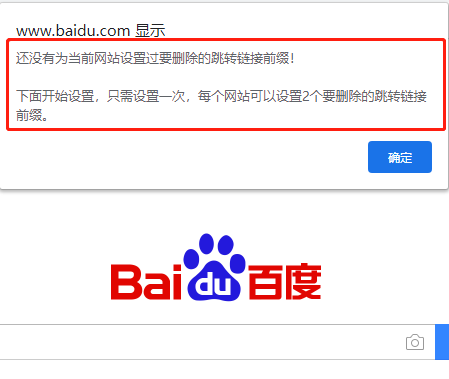 www.baidu.com 显示
还没有为当前网站设置过要删除的跳转链接前缀！
下面开始设置，只需设置一次，每个网站可以设置2个要删除的跳转链接
前缀。
确定
Bai du 百度